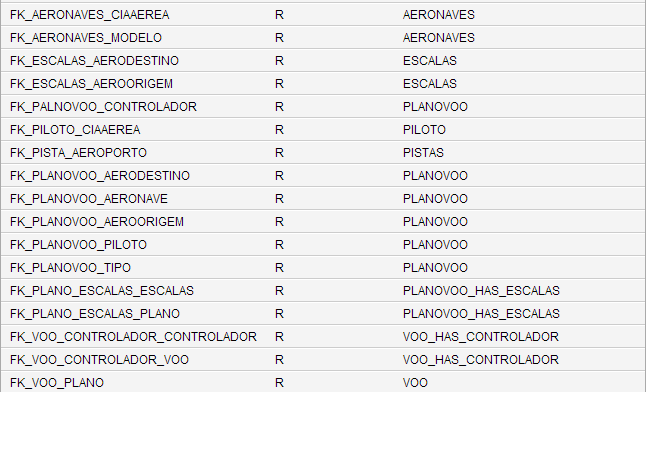 FK_AERONAVES_CIAAEREA R AERONAVES
FK_AERONAVES_MODELO R AERONAVES
FK_ESCALAS_AERODESTINO R ESCALAS
FK_ESCALAS_AEROORIGEM R ESCALAS
FK_PALNOVOO_CONTROLADOR R PLANOVOO
FK_PILOTO_CIAAEREA R PILOTO
FK_PISTA_AEROPORTO R PISTAS
FK_PLANOVOO_AERODESTINO R PLANOVOO
FK_PLANOVOO_AERONAVE R PLANOVOO
FK_PLANOVOO_AEROORIGEM R PLANOVOO
FK_PLANOVOO_PILOTO R PLANOVOO
FK_PLANOVOO_TIPO R PLANOVOO
FK_PLANO_ESCALAS_ESCALAS R PLANOVOO_HAS_ESCALAS
FK_PLANO_ESCALAS_PLANO R PLANOVOO_HAS_ESCALAS
FK_VOO_CONTROLADOR_CONTROLADOR R VOO_HAS_CONTROLADOR
FK_VOO_CONTROLADOR_VOO R VOO_HAS_CONTROLADOR
FK_VOO_PLANO R VOO